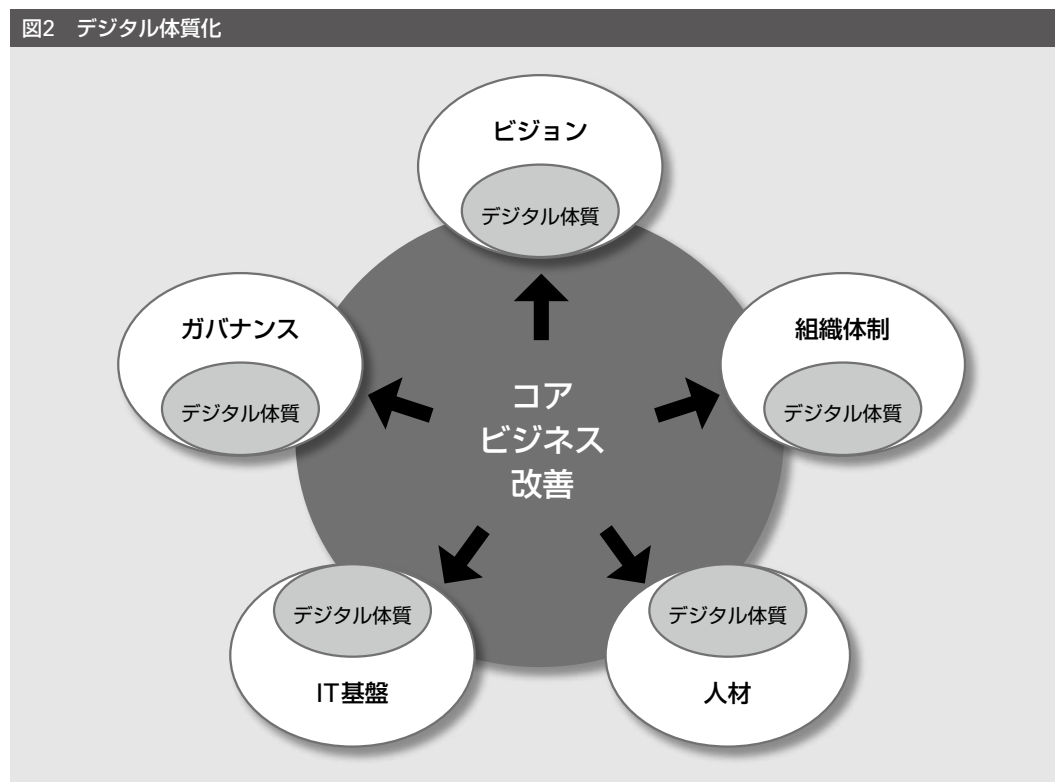 図2 デジタル体質化
ビジョン
デジタル体質
ガバナンス
デジタル体質
組織体制
デジタル体質
コア
ビジネス
改善
デジタル体質
IT基盤
デジタル体質
人材